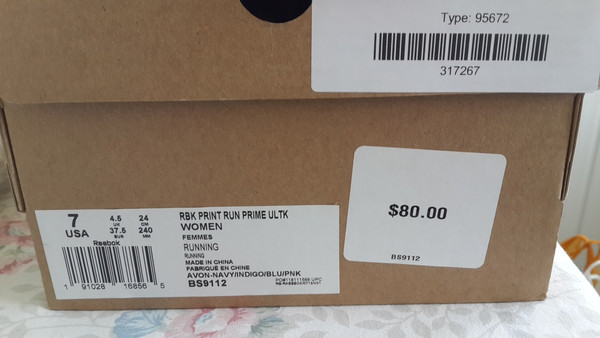 Type: 95672
317267
7
USA
4.5
UK
37.5
EUR
24
CM
240
MM
Reebok
1 91028 16856 5
RBK PRINT RUN PRIME ULTK
WOMEN
FEMMES
RUNNING
RUNNING
MADE IN CHINA
FABRIQUÉ EN CHINE
AVON-NAVY/INDIGO/BLU/PNK
BS9112
$80.00
BS9112